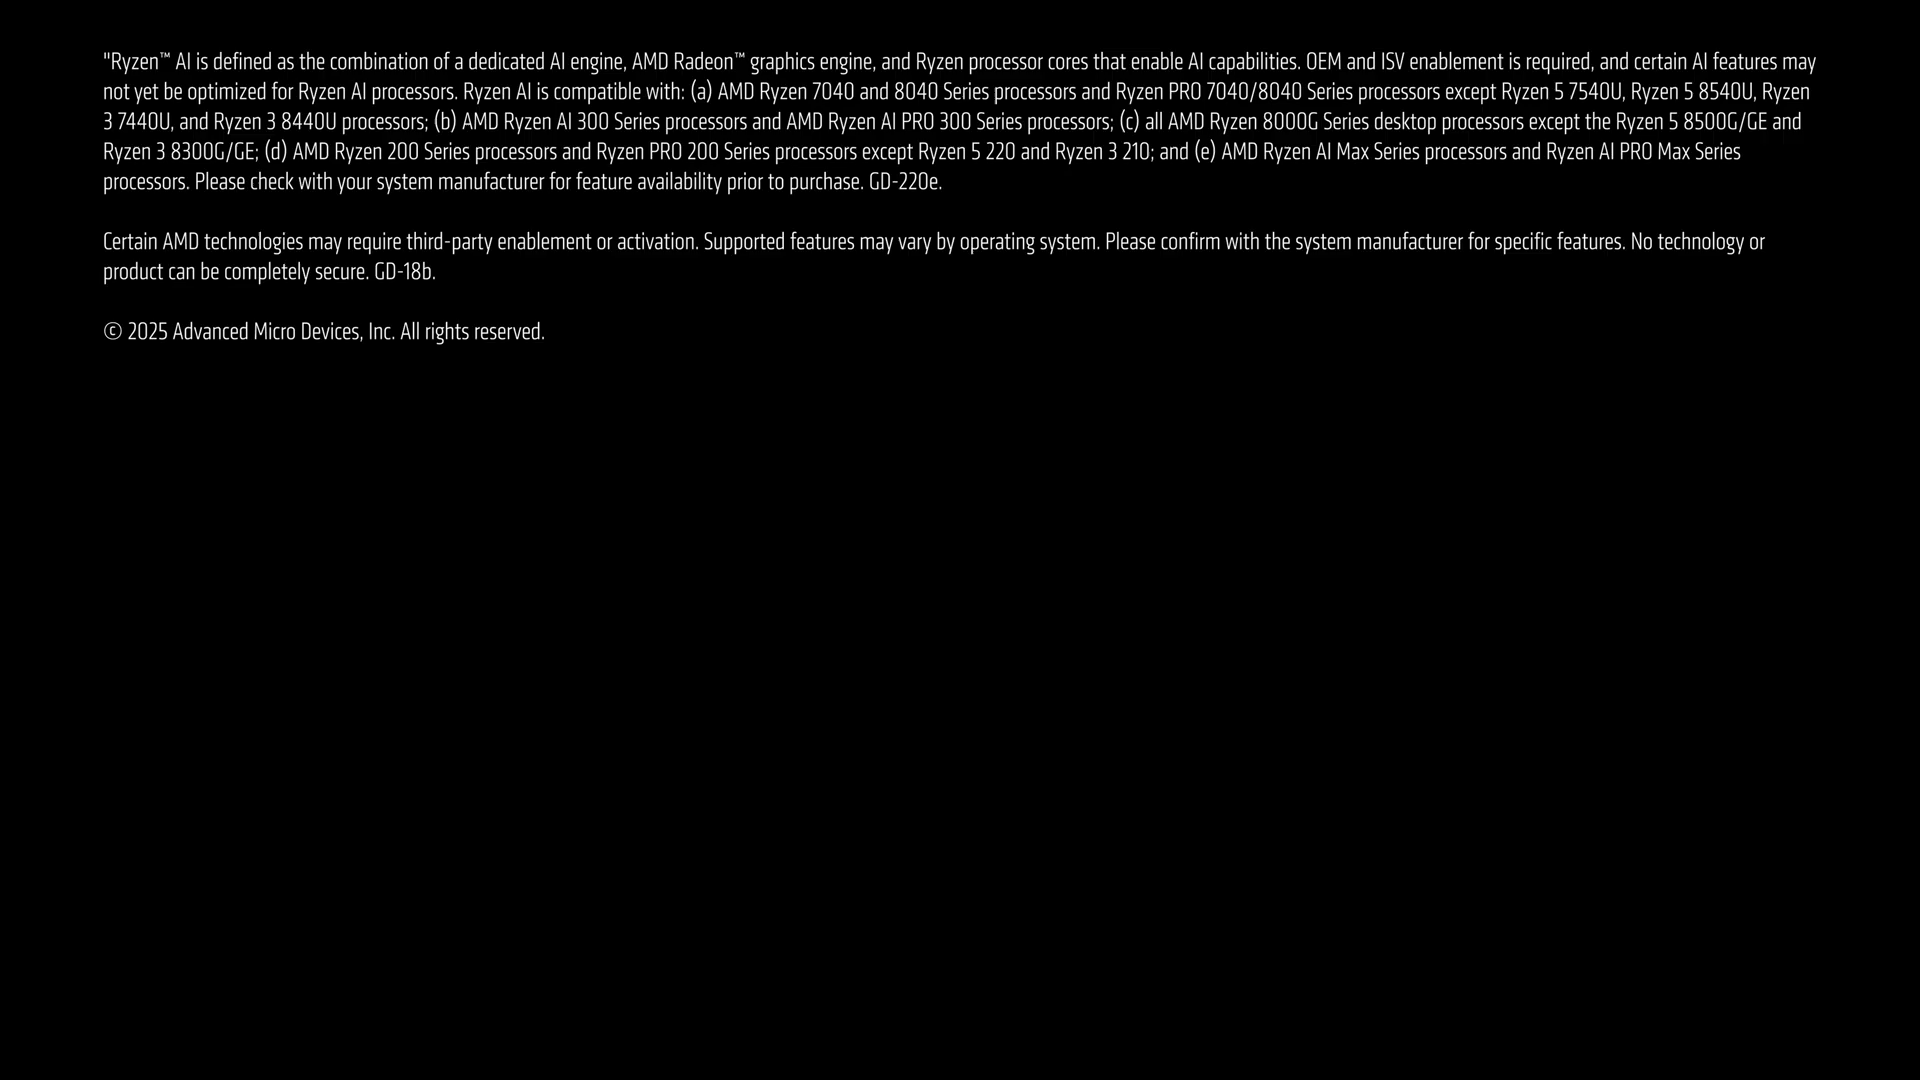 "Ryzen™ AI is defined as the combination of a dedicated AI engine, AMD Radeon™ graphics engine, and Ryzen processor cores that enable AI capabilities. OEM and ISV enablement is required, and certain AI features may
not yet be optimized for Ryzen AI processors. Ryzen AI is compatible with: (a) AMD Ryzen 7040 and 8040 Series processors and Ryzen PRO 7040/8040 Series processors except Ryzen 5 7540U, Ryzen 5 8540U, Ryzen
3 7440U, and Ryzen 3 8440U processors; (b) AMD Ryzen AI 300 Series processors and AMD Ryzen AI PRO 300 Series processors; (c) all AMD Ryzen 8000G Series desktop processors except the Ryzen 5 8500G/GE and
Ryzen 3 8300G/GE; (d) AMD Ryzen 200 Series processors and Ryzen PRO 200 Series processors except Ryzen 5 220 and Ryzen 3 210; and (e) AMD Ryzen AI Max Series processors and Ryzen AI PRO Max Series
processors. Please check with your system manufacturer for feature availability prior to purchase. GD-220e.
Certain AMD technologies may require third-party enablement or activation. Supported features may vary by operating system. Please confirm with the system manufacturer for specific features. No technology or
product can be completely secure. GD-18b.
© 2025 Advanced Micro Devices, Inc. All rights reserved.